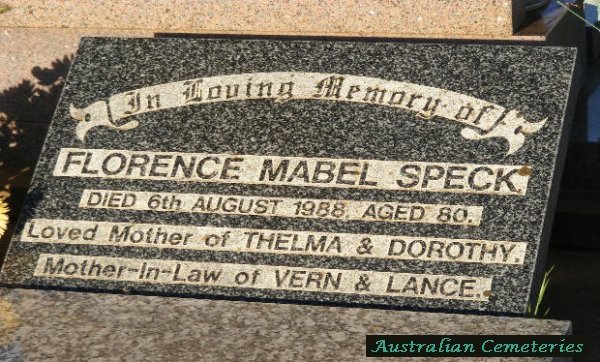 In Loving Memory of
FLORENCE MABEL SPECK.
DIED 6th AUGUST 1988 AGED 80.
Loved Mother of THELMA & DOROTHY.
Mother-In-Law of VERN & LANCE.
Australian Cemeteries